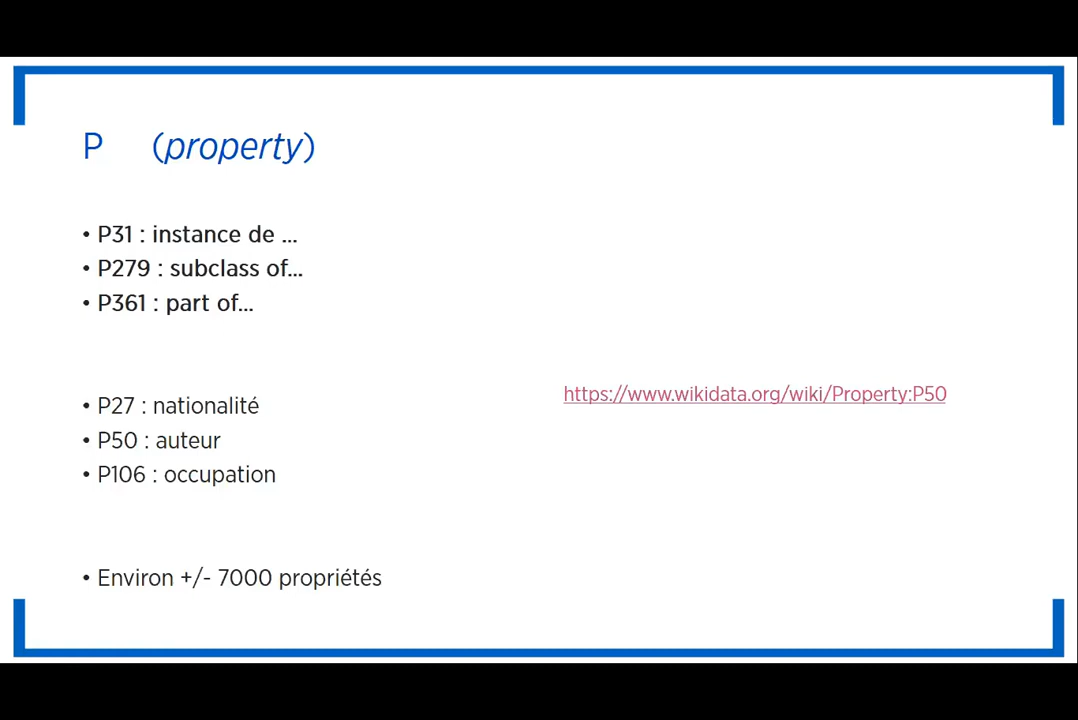 P (property)
• P31 : instance de ...
• P279 : subclass of...
• P361 : part of...
• P27 : nationalité
https://www.wikidata.org/wiki/Property:P50
• P50 : auteur
• P106 : occupation
• Environ +/- 7000 propriétés